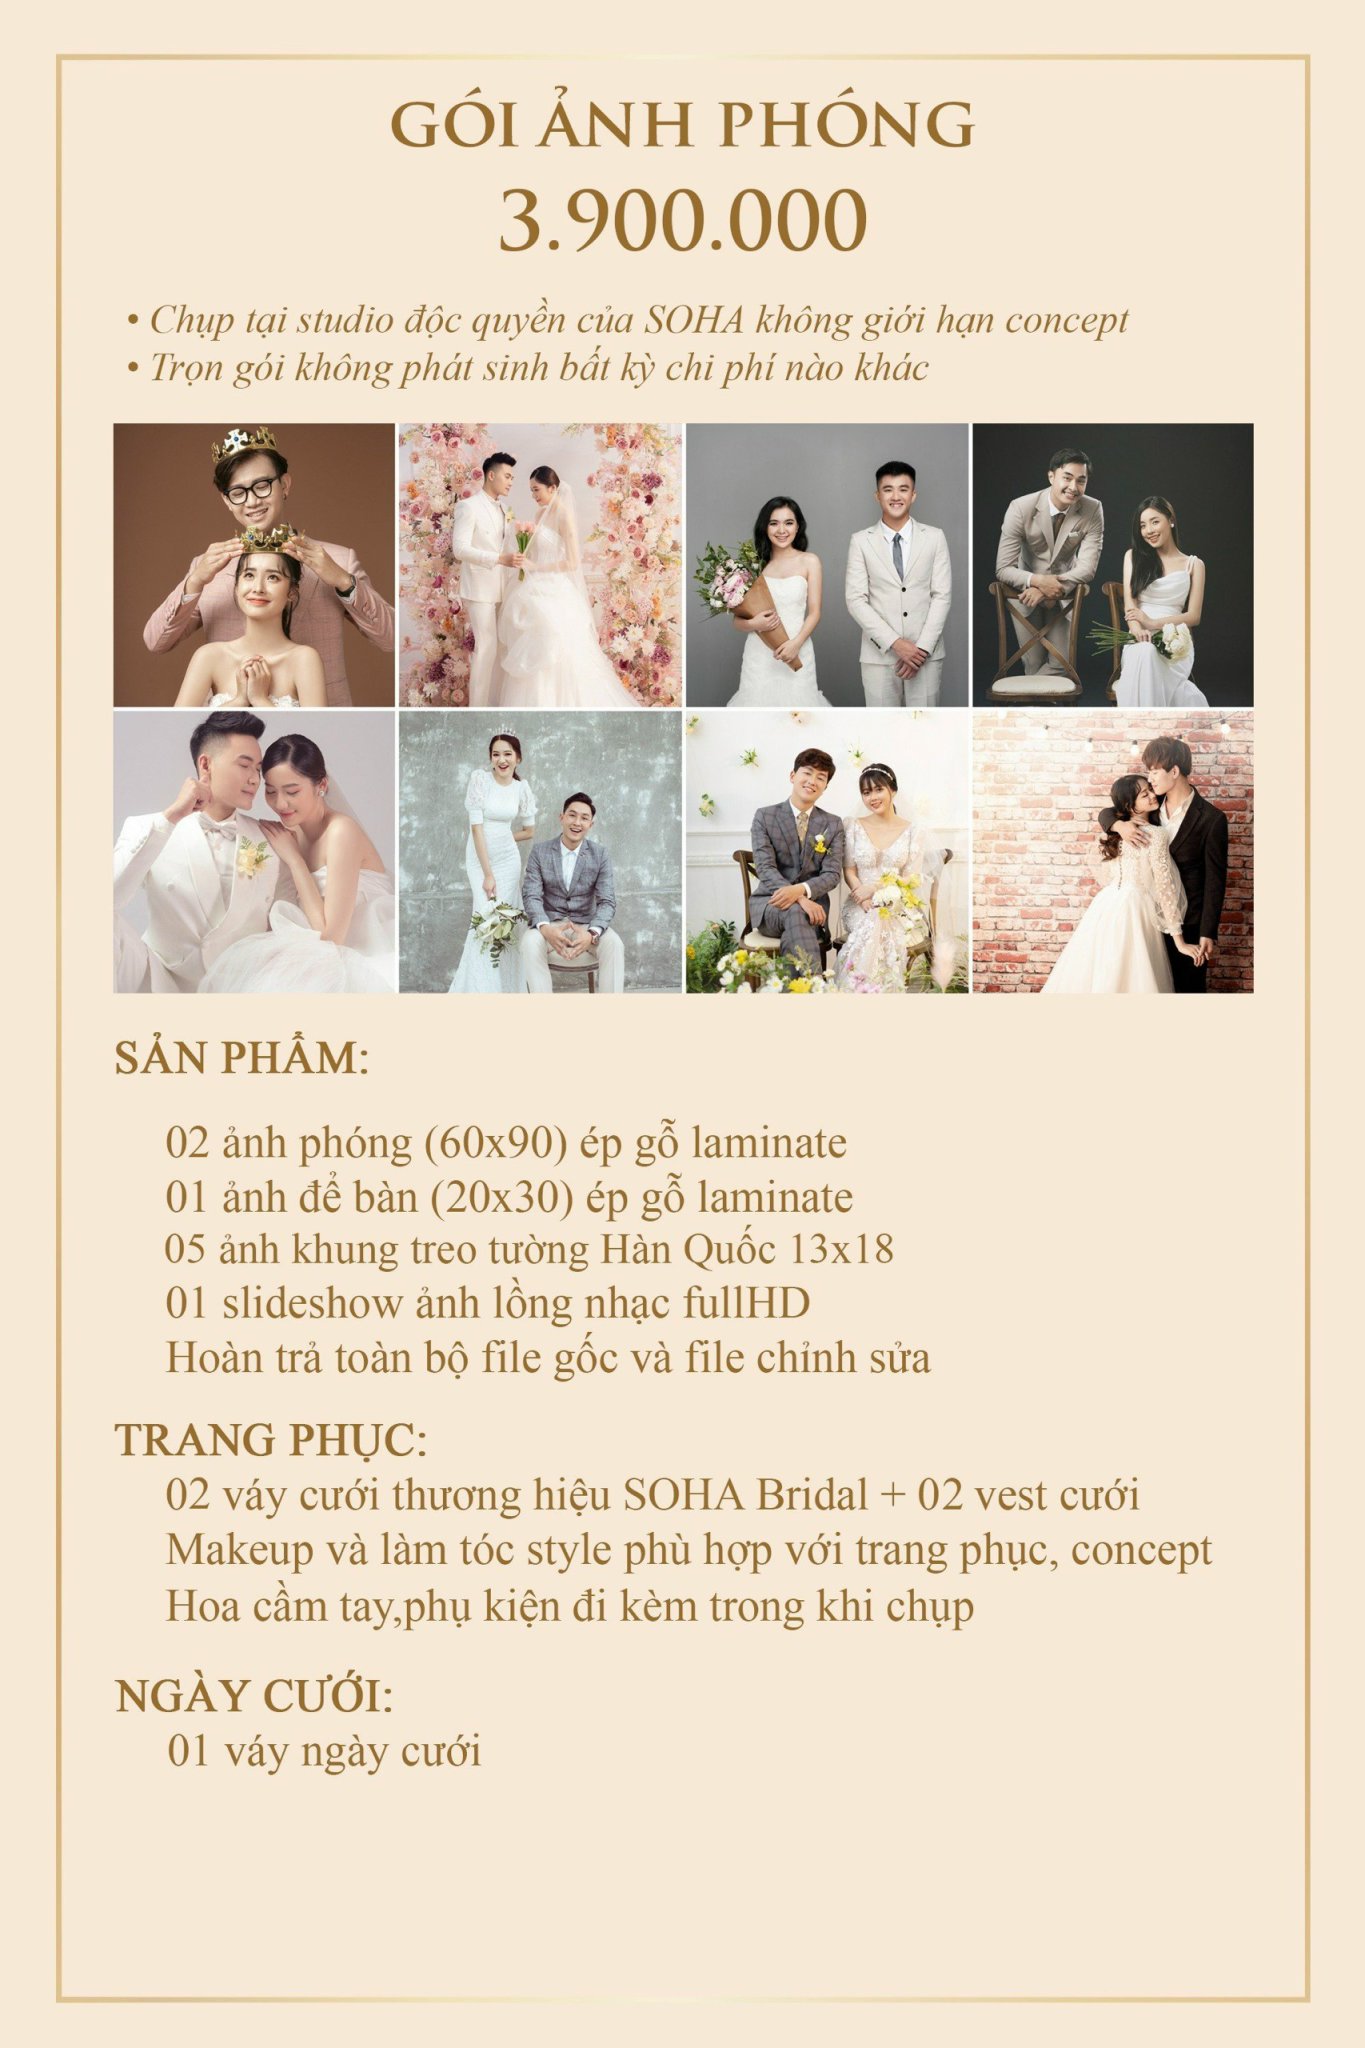 GÓI ẢNH PHÓNG
3.900.000
• Chụp tại studio độc quyền của SOHA không giới hạn concept
• Trọn gói không phát sinh bất kỳ chi phí nào khác
SẢN PHẨM:
02 ảnh phóng (60x90) ép gỗ laminate
01 ảnh để bàn (20x30) ép gỗ laminate
05 ảnh khung treo tường Hàn Quốc 13x18
01 slideshow ảnh lồng nhạc fullHD
Hoàn trả toàn bộ file gốc và file chỉnh sửa
TRANG PHỤC:
02 váy cưới thương hiệu SOHA Bridal + 02 vest cưới
Makeup và làm tóc style phù hợp với trang phục, concept
Hoa cầm tay,phụ kiện đi kèm trong khi chụp
NGÀY CƯỚI:
01 váy ngày cưới